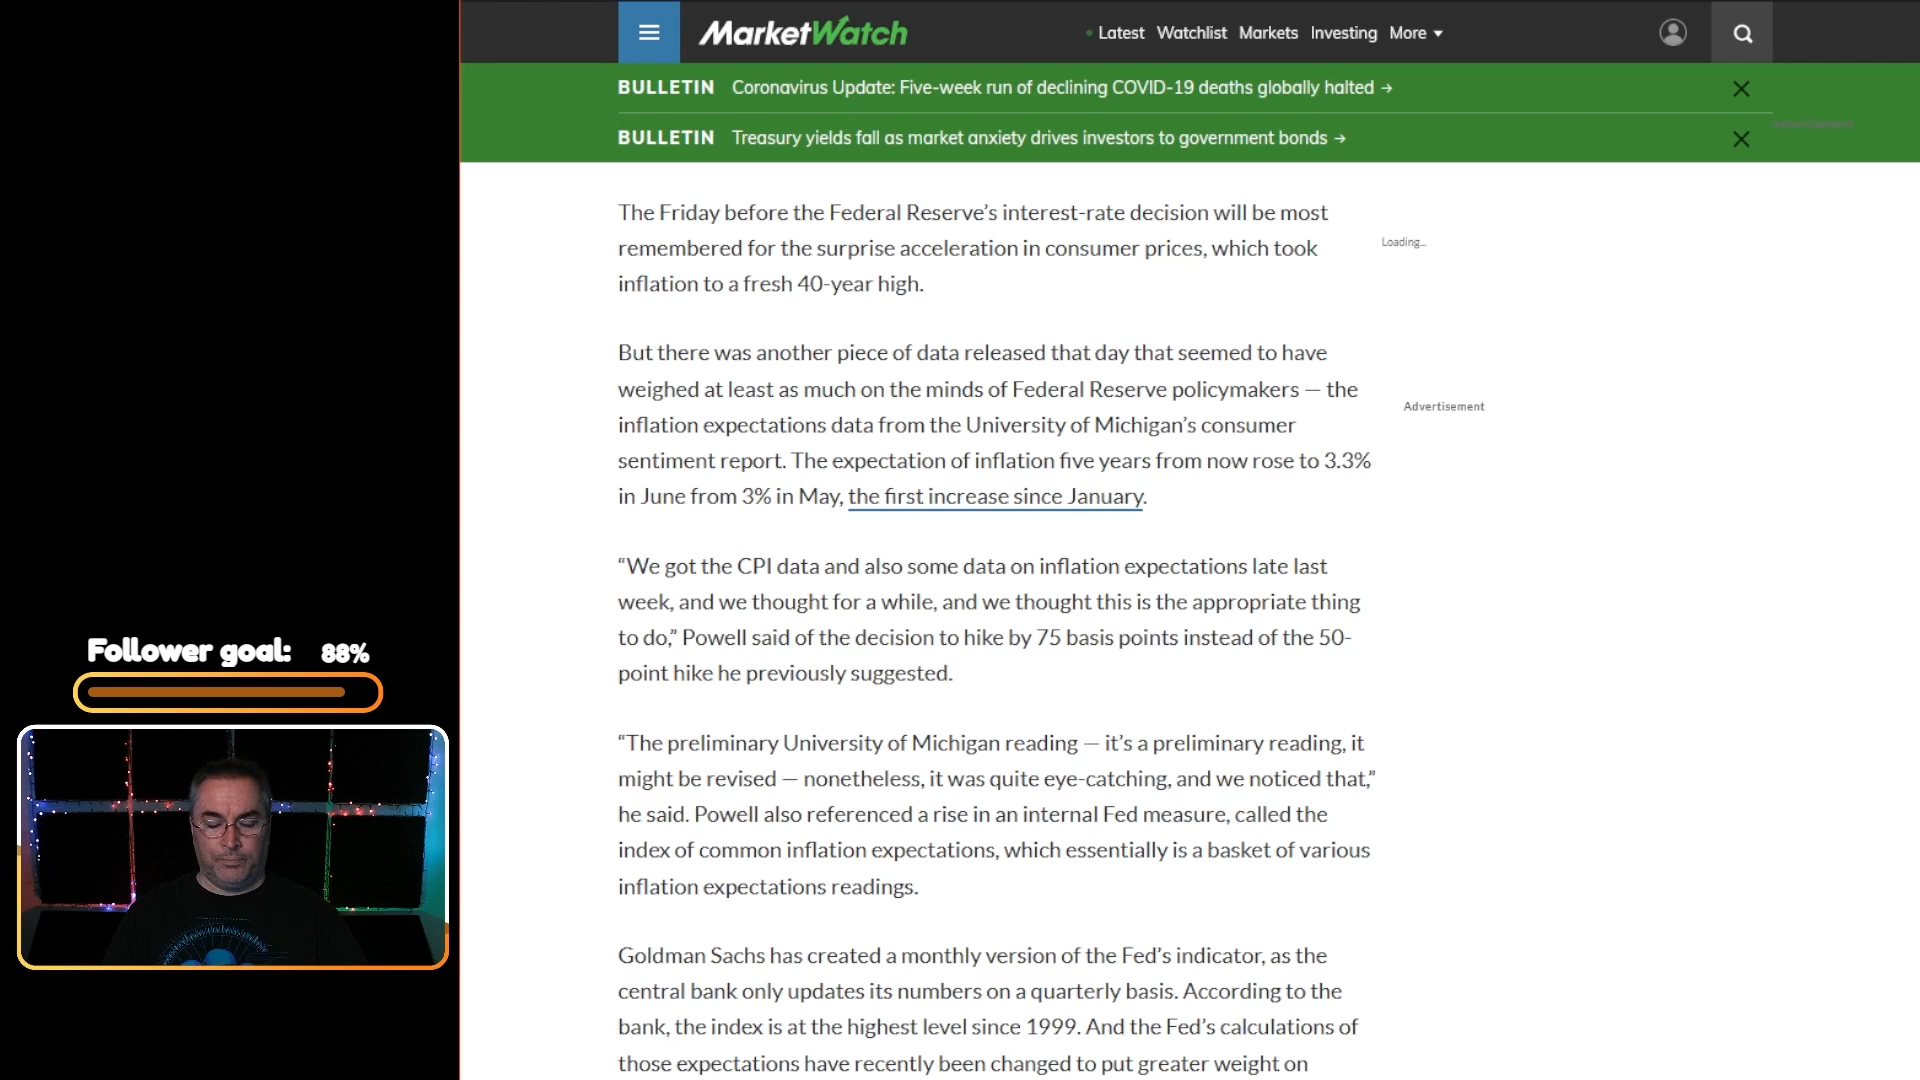 MarketWatch
Latest Watchlist Markets Investing More
BULLETIN Coronavirus Update: Five-week run of declining COVID-19 deaths globally halted →
BULLETIN Treasury yields fall as market anxiety drives investors to government bonds →
The Friday before the Federal Reserve’s interest-rate decision will be most
remembered for the surprise acceleration in consumer prices, which took
inflation to a fresh 40-year high.
Loading...
But there was another piece of data released that day that seemed to have
weighed at least as much on the minds of Federal Reserve policymakers — the
inflation expectations data from the University of Michigan’s consumer
sentiment report. The expectation of inflation five years from now rose to 3.3%
in June from 3% in May, the first increase since January.
Advertisement
“We got the CPI data and also some data on inflation expectations late last
week, and we thought for a while, and we thought this is the appropriate thing
to do,” Powell said of the decision to hike by 75 basis points instead of the 50-
point hike he previously suggested.
“The preliminary University of Michigan reading — it’s a preliminary reading, it
might be revised — nonetheless, it was quite eye-catching, and we noticed that,”
he said. Powell also referenced a rise in an internal Fed measure, called the
index of common inflation expectations, which essentially is a basket of various
inflation expectations readings.
Goldman Sachs has created a monthly version of the Fed’s indicator, as the
central bank only updates its numbers on a quarterly basis. According to the
bank, the index is at the highest level since 1999. And the Fed’s calculations of
those expectations have recently been changed to put greater weight on
Follower goal: 88%